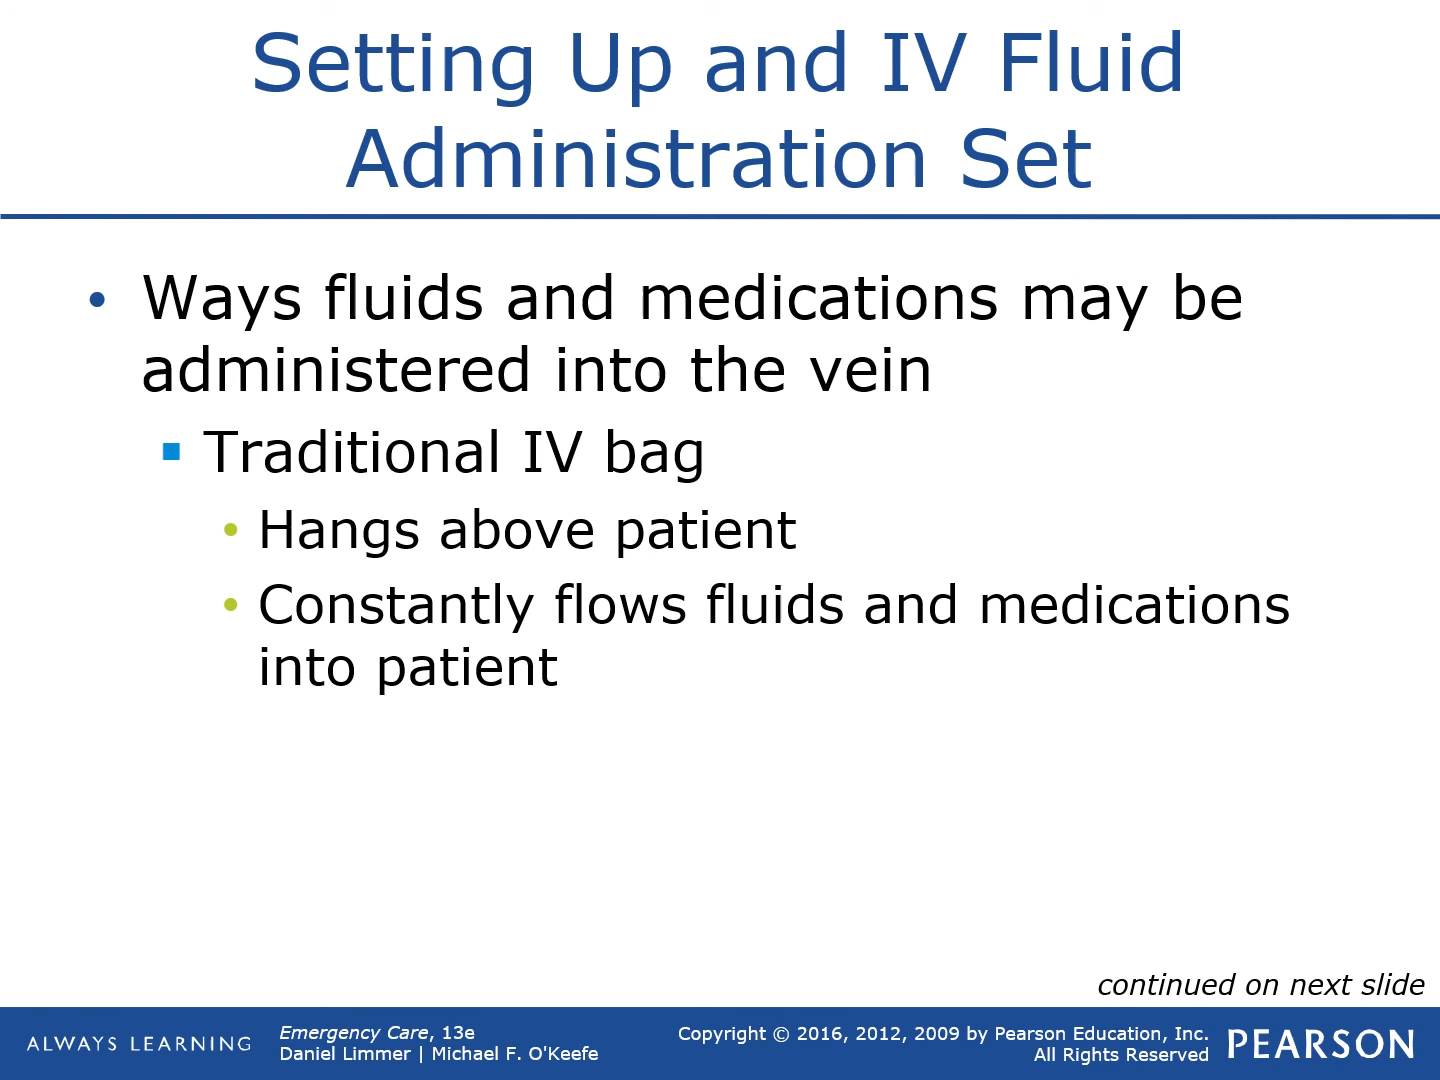 Setting Up and IV Fluid
Administration Set
• Ways fluids and medications may be
administered into the vein
▪ Traditional IV bag
• Hangs above patient
• Constantly flows fluids and medications
into patient
continued on next slide
ALWAYS LEARNING
Emergency Care, 13e
Daniel Limmer | Michael F. O'Keefe
Copyright © 2016, 2012, 2009 by Pearson Education, Inc.
All Rights Reserved
PEARSON